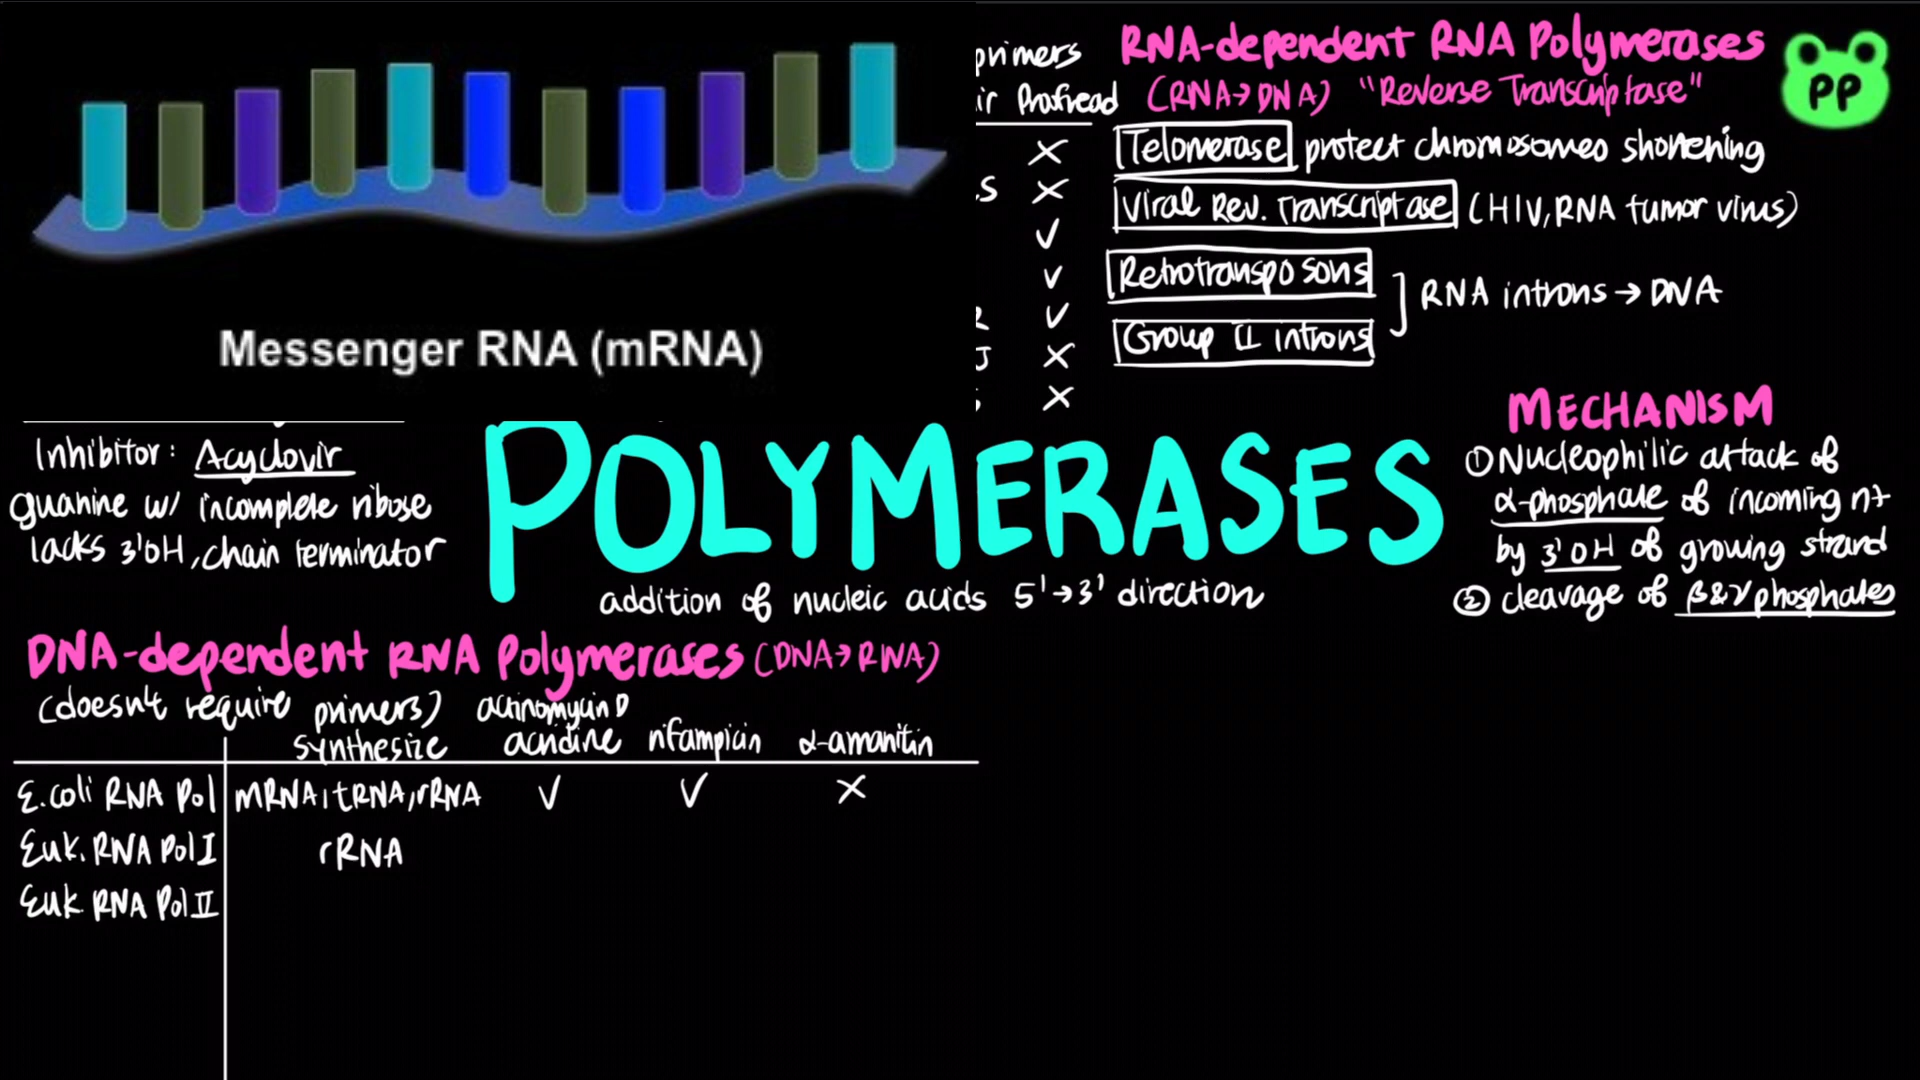 Messenger RNA (mRNA)
primers
ir Proofread
X
S X
✓
✓
R ✓
J X
X
RNA-dependent RNA Polymerases
(RNA→DNA) "Reverse Transcriptase"
PP
Telomerase protect chromosomes shortening
Viral Rev. Transcriptase (HIV, RNA tumor virus)
Retrotransposons
Group II introns
RNA introns → DNA
Inhibitor: Acyclovir
guanine w/ incomplete ribose
lacks 3'OH, chain terminator
POLYMERASES
addition of nucleic acids 5'→3' direction
MECHANISM
① Nucleophilic attack of
α-phosphate of incoming nt
by 3'OH of growing strand
② cleavage of β&γ phosphates
DNA-dependent RNA Polymerases (DNA→RNA)
(doesn't require primers)
synthesize
actinomycin D
acridine
rifampicin
α-amanitin
E.coli RNA Pol mRNA, tRNA, rRNA ✓ ✓ X
Euk. RNA Pol I rRNA
Euk. RNA Pol II